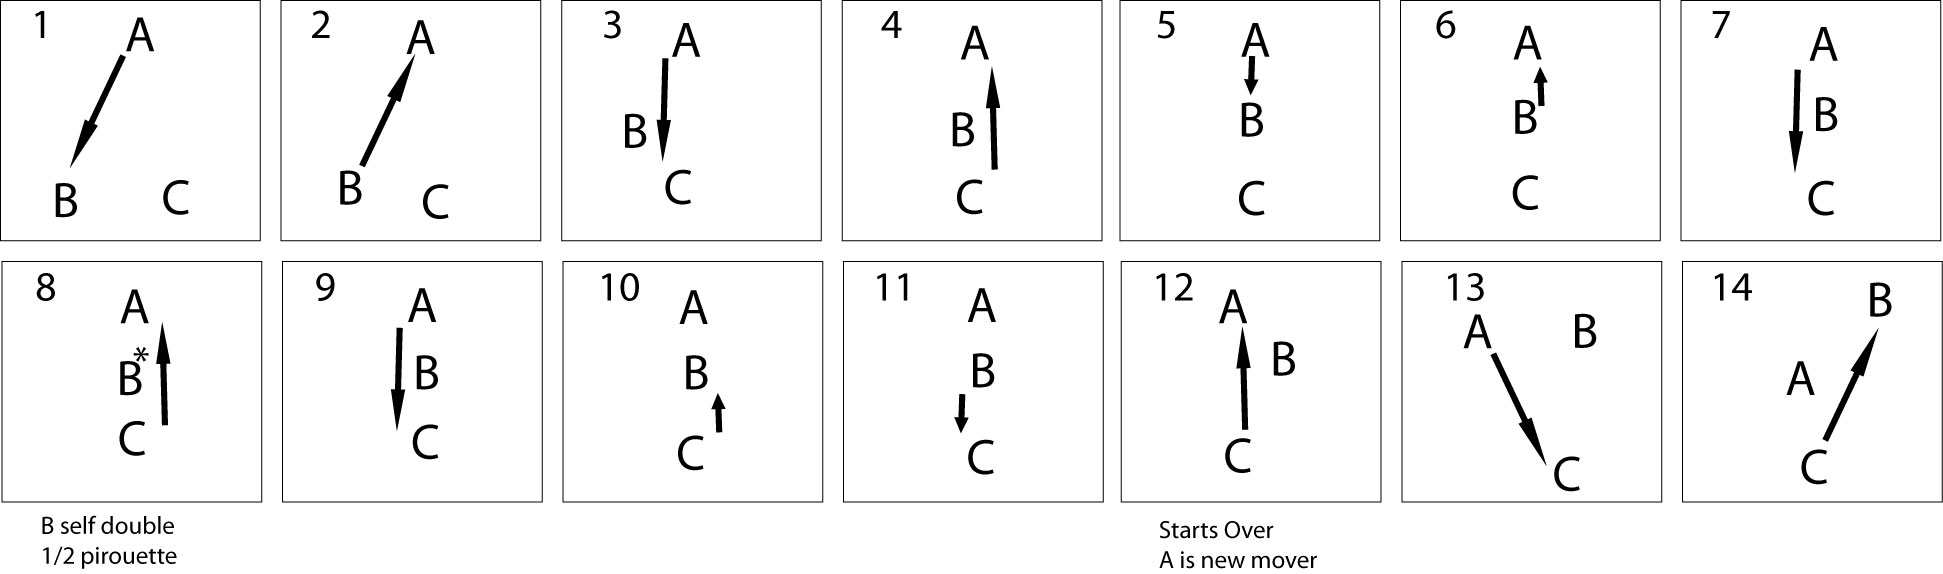 1 A B C
2 A B C
3 A B C
4 A B C
5 A B C
6 A B C
7 A B C
8 A B* C
9 A B C
10 A B C
11 A B C
12 A B C
13 A B C
14 B A C
B self double
1/2 pirouette
Starts Over
A is new mover